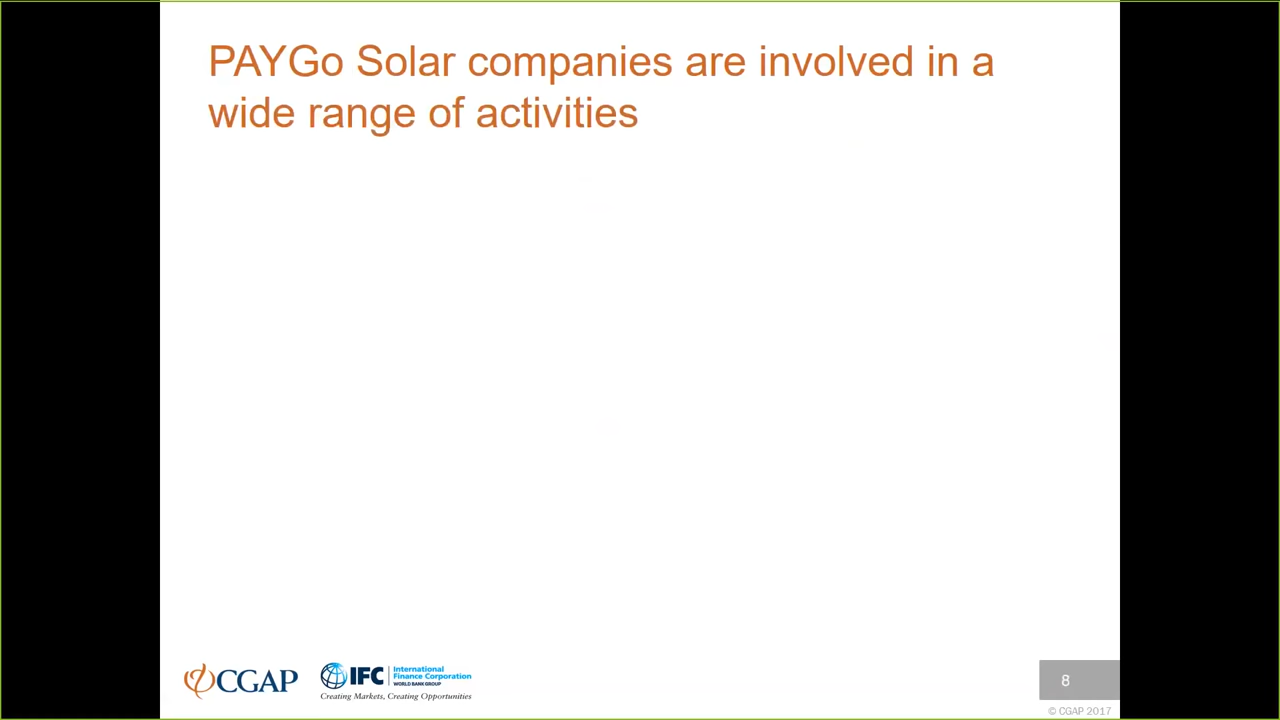 PAYGo Solar companies are involved in a
wide range of activities
CGAP
IFC
International
Finance Corporation
WORLD BANK GROUP
Creating Markets, Creating Opportunities
8
© CGAP 2017